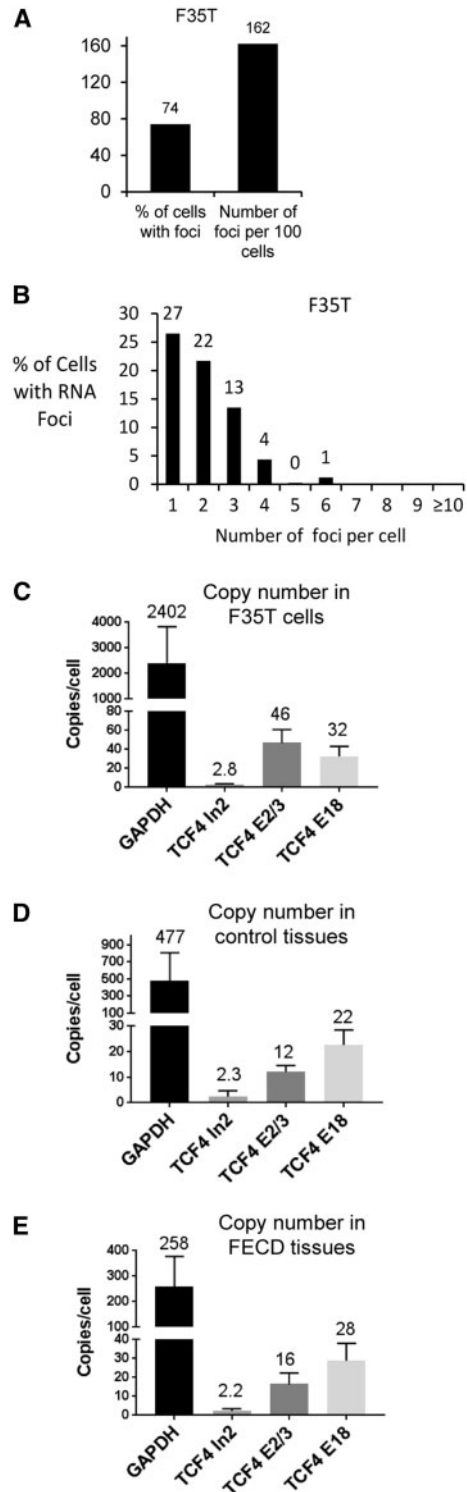 A
F35T
160
120
80
40
0
74
162
% of cells
with foci
Number of
foci per 100
cells
B
F35T
% of Cells
with RNA
Foci
30
25
20
15
10
5
0
27
22
13
4
0
1
1 2 3 4 5 6 7 8 9 ≥10
Number of foci per cell
C
Copy number in
F35T cells
Copies/cell
4000
3000
2000
1000
80
60
40
20
0
2402
2.8
46
32
GAPDH
TCF4 In2
TCF4 E2/3
TCF4 E18
D
Copy number in
control tissues
Copies/cell
900
700
500
300
100
30
20
10
0
477
2.3
12
22
GAPDH
TCF4 In2
TCF4 E2/3
TCF4 E18
E
Copy number in
FECD tissues
Copies/cell
400
300
200
100
40
30
20
10
0
258
2.2
16
28
GAPDH
TCF4 In2
TCF4 E2/3
TCF4 E18